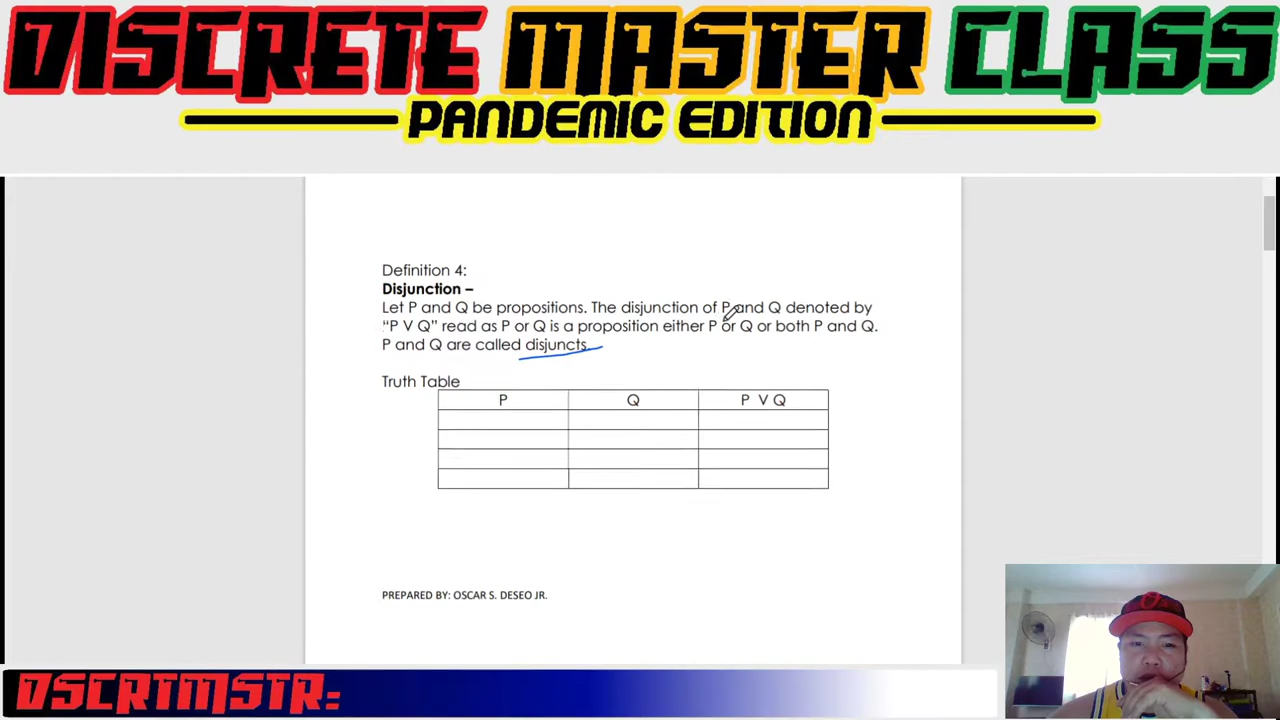 DISCRETE MASTER CLASS
PANDEMIC EDITION
Definition 4:
Disjunction –
Let P and Q be propositions. The disjunction of P and Q denoted by
“P V Q” read as P or Q is a proposition either P or Q or both P and Q.
P and Q are called disjuncts.
Truth Table
P Q P V Q
PREPARED BY: OSCAR S. DESEO JR.
DSCRTMSTR: